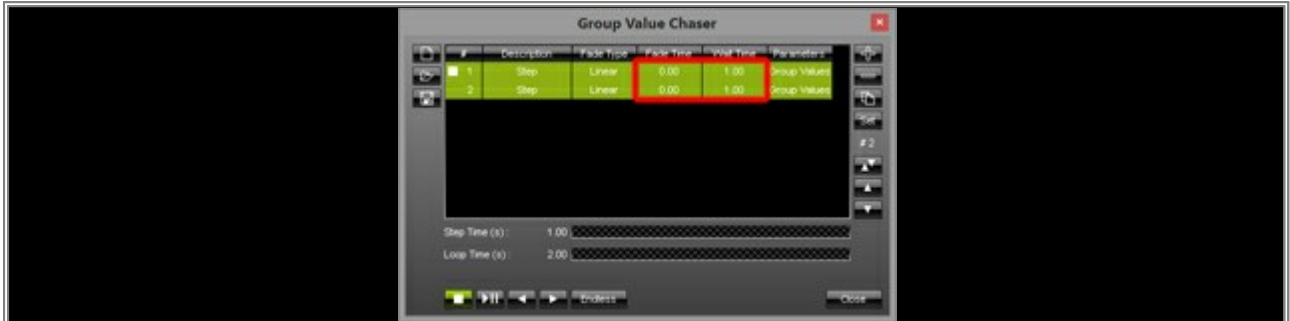 Group Value Chaser
# Description Fade Type Fade Time Wait Time Parameters
1 Step Linear 0.00 1.00 Group Values
2 Step Linear 0.00 1.00 Group Values
Set
# 2
Step Time (s) : 1.00
Loop Time (s) : 2.00
Endless
Close